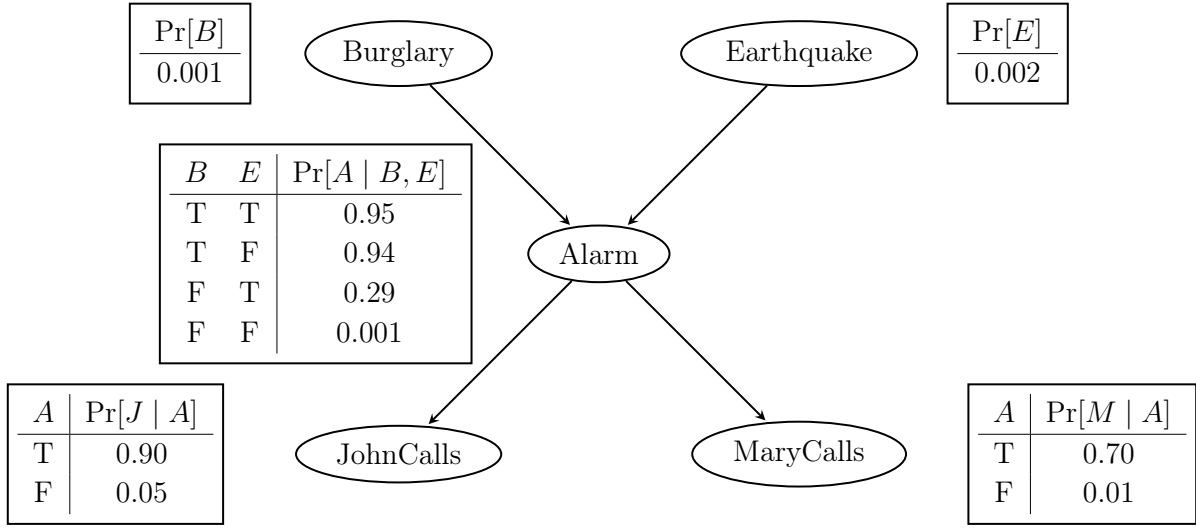 Pr[B]
0.001
Burglary
Earthquake
Pr[E]
0.002
B E Pr[A | B, E]
T T 0.95
T F 0.94
F T 0.29
F F 0.001
Alarm
A Pr[J | A]
T 0.90
F 0.05
JohnCalls
MaryCalls
A Pr[M | A]
T 0.70
F 0.01